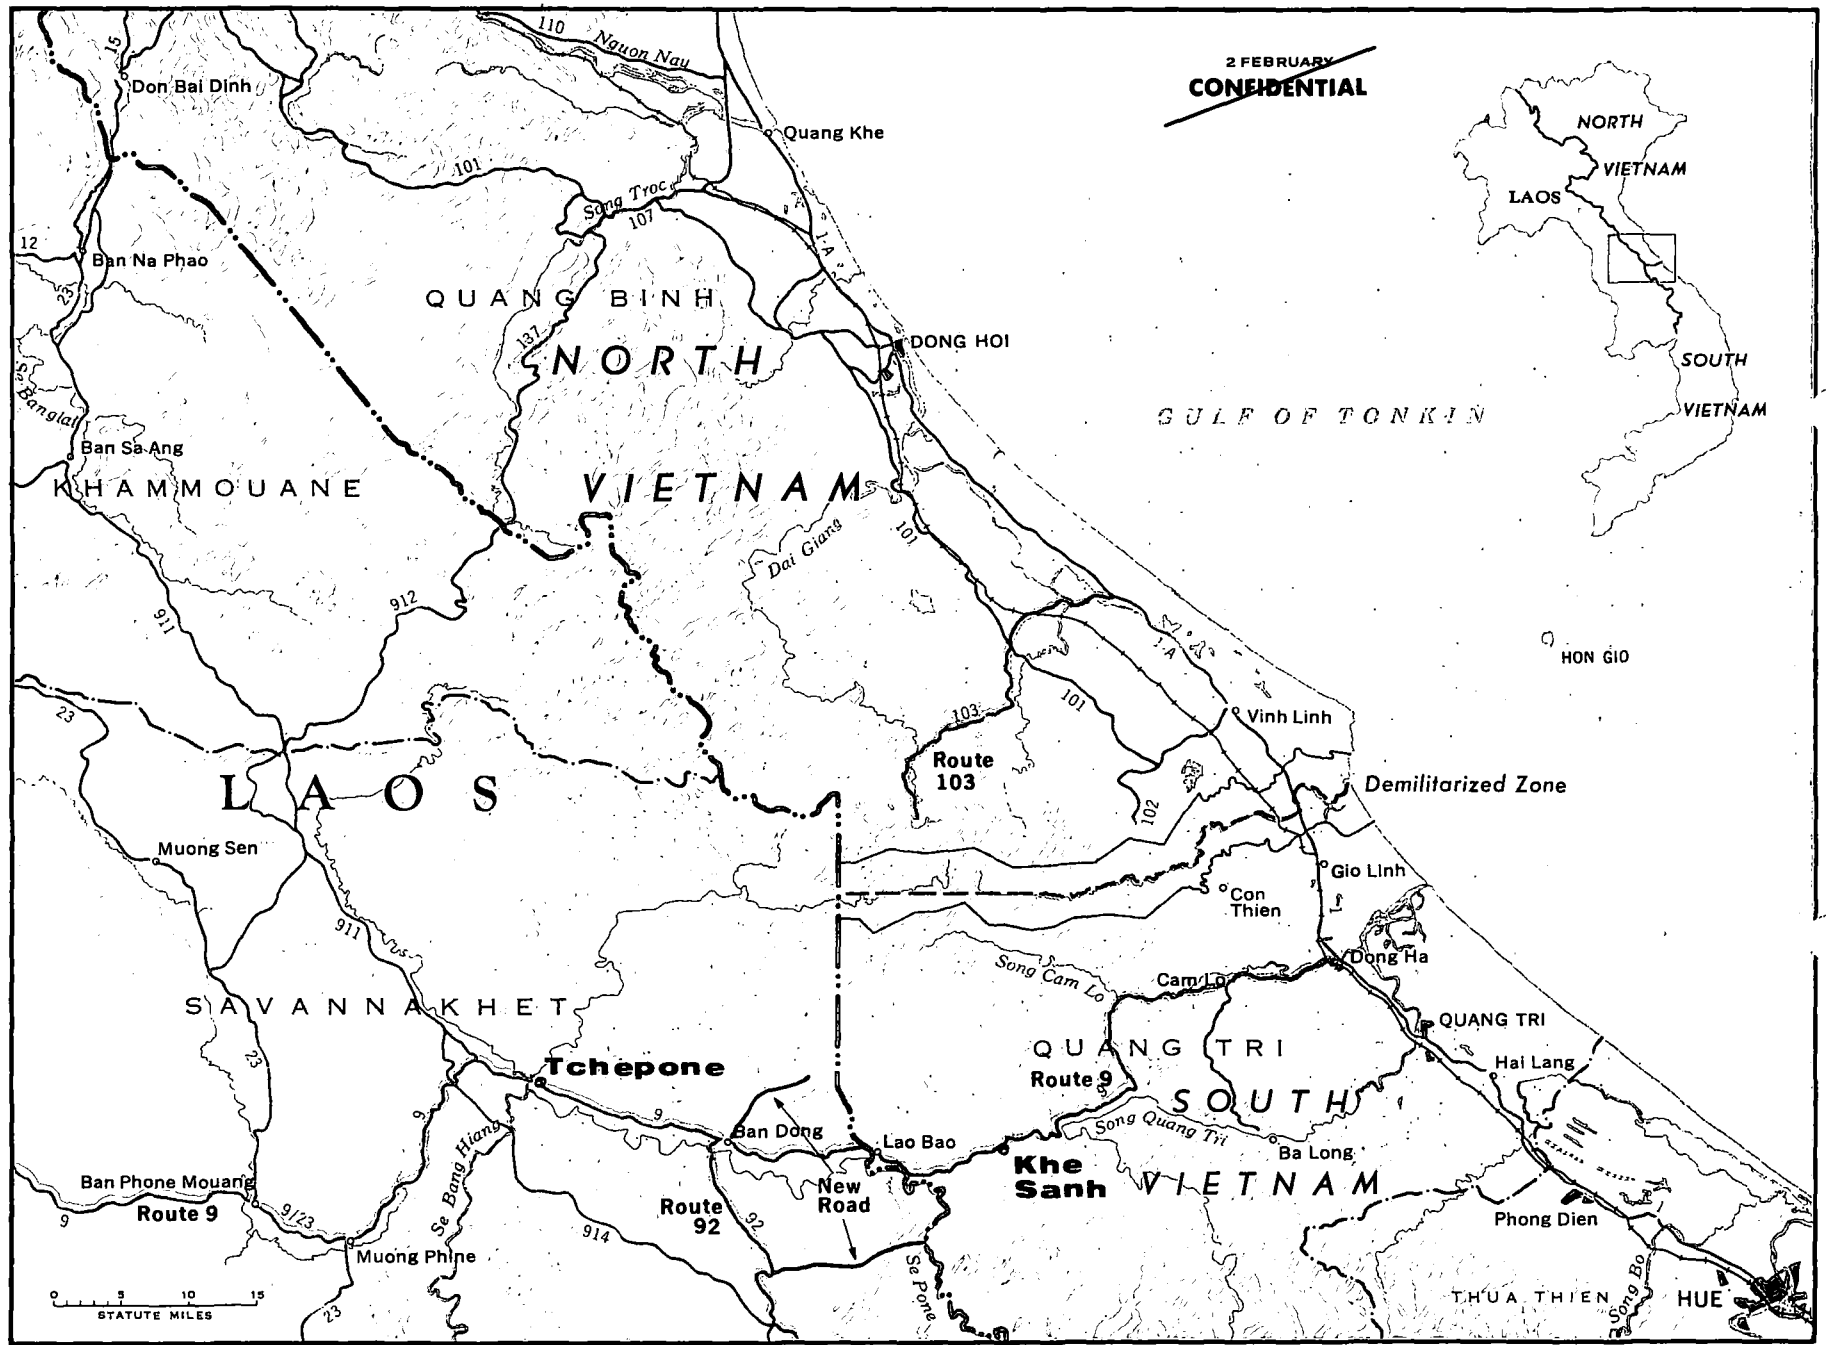 2 FEBRUARY
CONFIDENTIAL
110
Nguon Nau
15
Don Bai Dinh
Quang Khe
NORTH
VIETNAM
LAOS
SOUTH
VIETNAM
101
Song Troc
107
1-A
12
Ban Na Phao
23
QUANG BINH
137
NORTH
VIETNAM
DONG HOI
GULF OF TONKIN
Banglai
Ban Sa Ang
KHAMMOUANE
Dai Giang
101
912
911
1-A
HON GIO
23
101
103
Vinh Linh
Route
103
LAOS
102
Demilitarized Zone
Muong Sen
Gio Linh
Con
Thien
1
911
Song Cam Lo
Cam Lo
Dong Ha
SAVANNAKHET
QUANG TRI
QUANG TRI
Hai Lang
23
Tchepone
Route 9
9
SOUTH
VIETNAM
9
9
Ban Dong
Lao Bao
Song Quang Tri
Ba Long
Se Bang Hiang
Khe
Sanh
Ban Phone Mouang
Route 9
9
9/23
New
Road
Route
92
92
914
Phong Dien
Muong Phine
Se Pone
23
THUA THIEN
Song Bo
HUE
0 5 10 15
STATUTE MILES